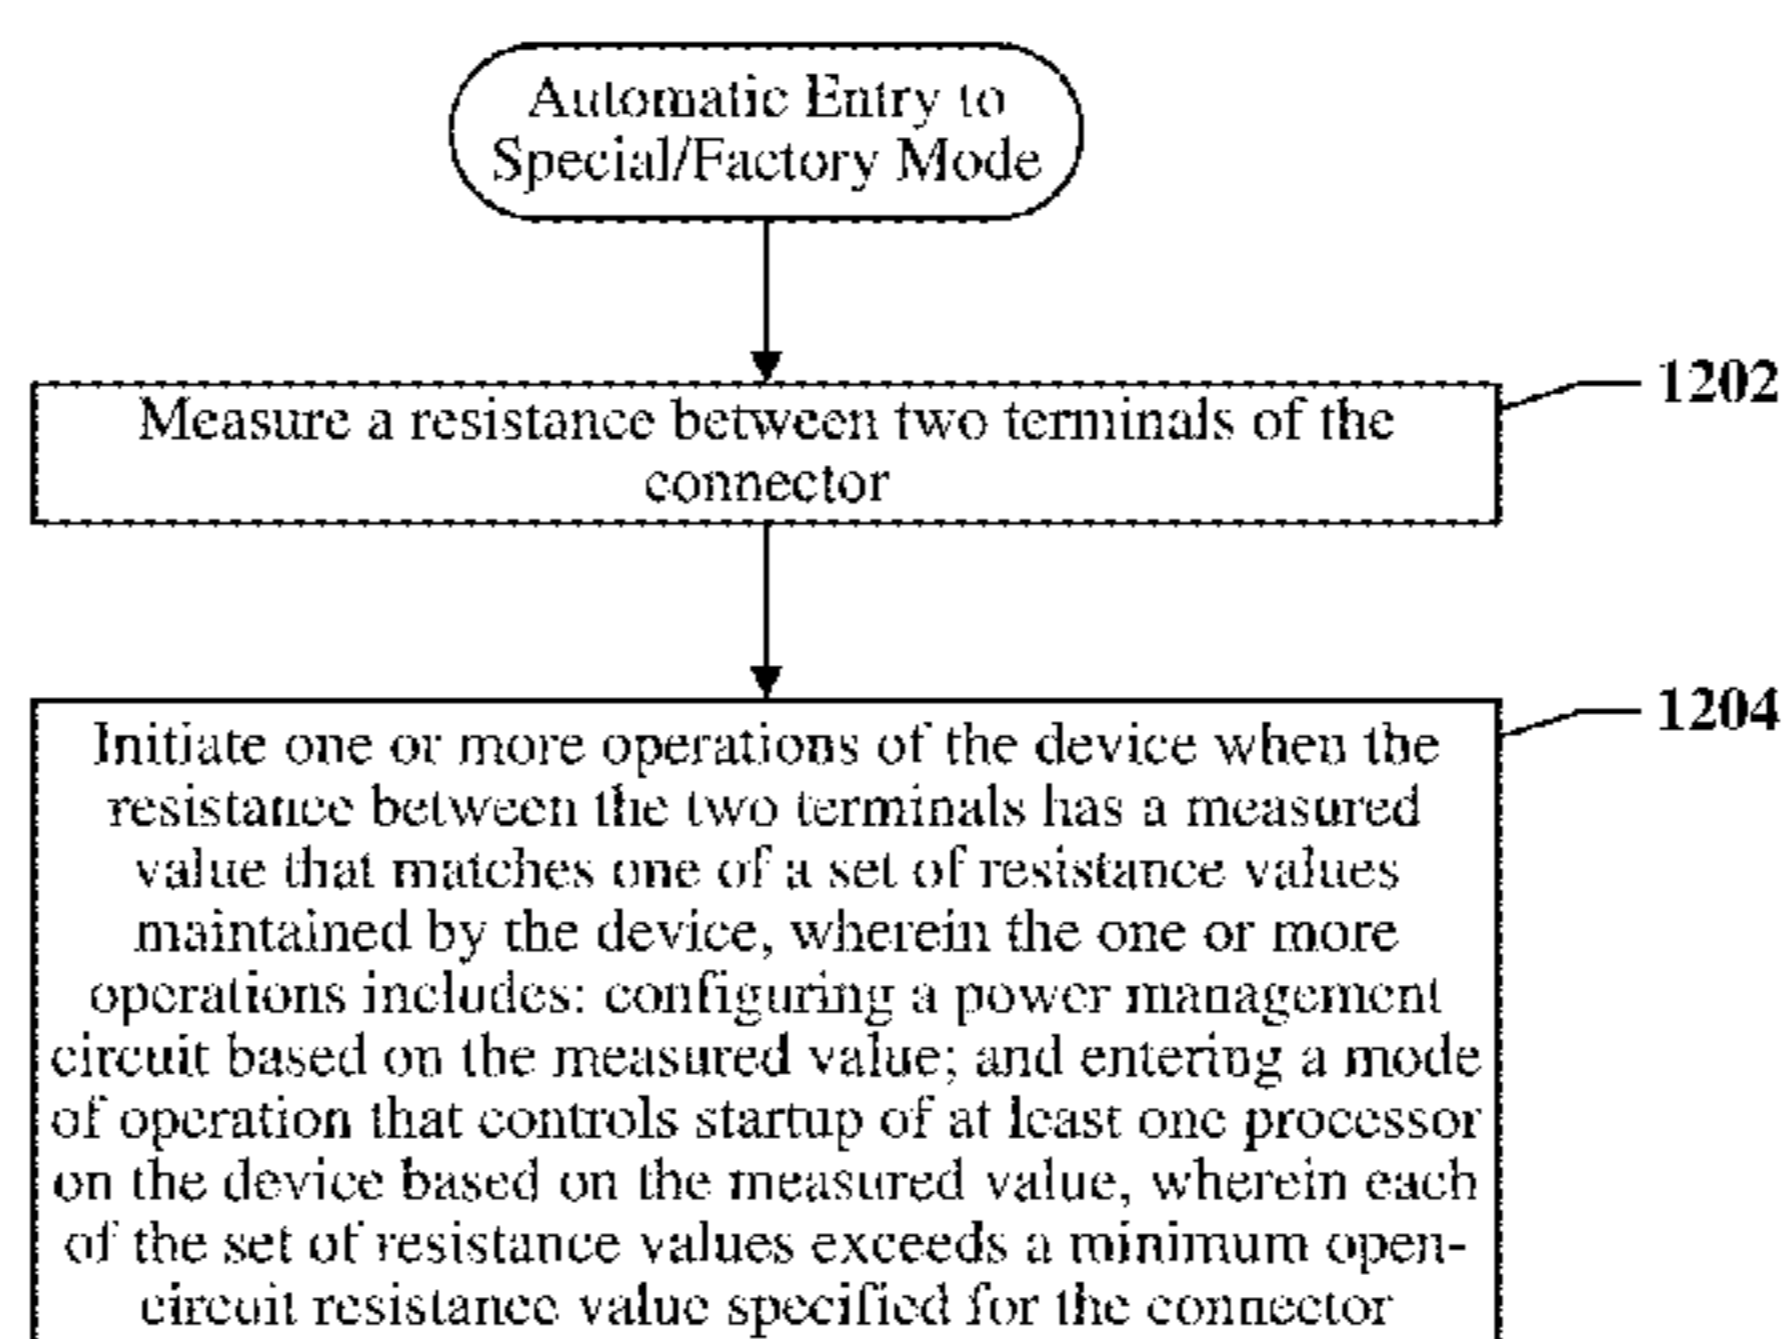 Automatic Entry to
Special/Factory Mode
1202
Measure a resistance between two terminals of the
connector
1204
Initiate one or more operations of the device when the
resistance between the two terminals has a measured
value that matches one of a set of resistance values
maintained by the device, wherein the one or more
operations includes: configuring a power management
circuit based on the measured value; and entering a mode
of operation that controls startup of at least one processor
on the device based on the measured value, wherein each
of the set of resistance values exceeds a minimum open-
circuit resistance value specified for the connector